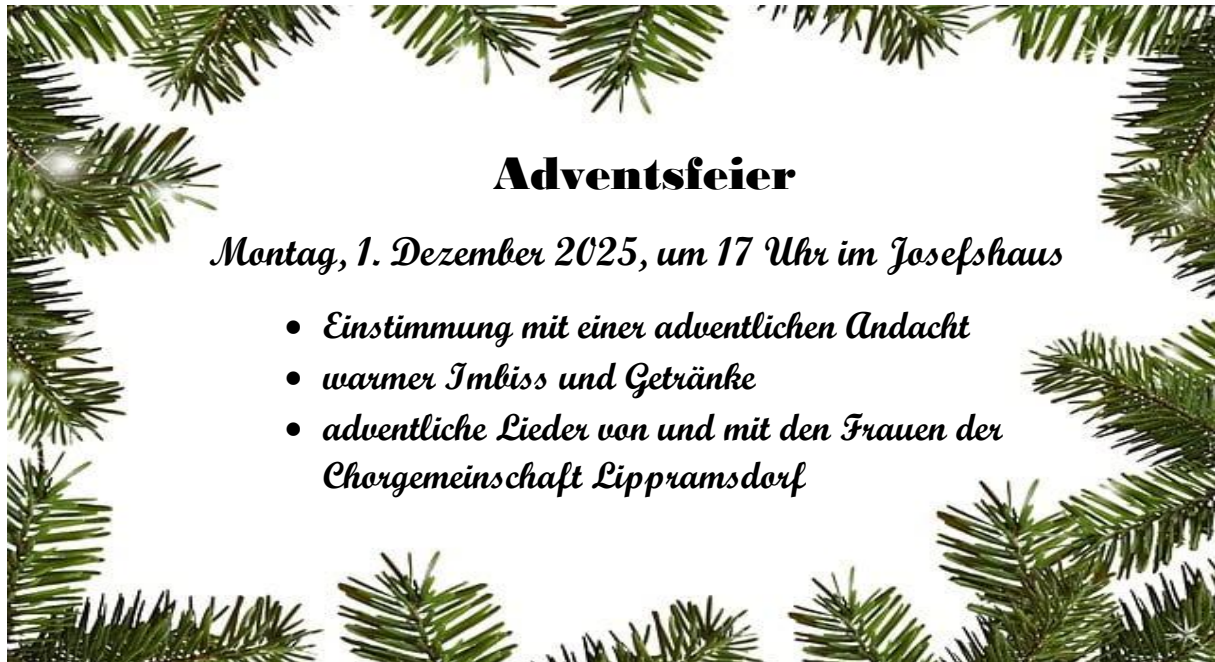 Adventsfeier
Montag, 1. Dezember 2025, um 17 Uhr im Josefshaus
• Einstimmung mit einer adventlichen Andacht
• warmer Imbiss und Getränke
• adventliche Lieder von und mit den Frauen der
Chorgemeinschaft Lippramsdorf